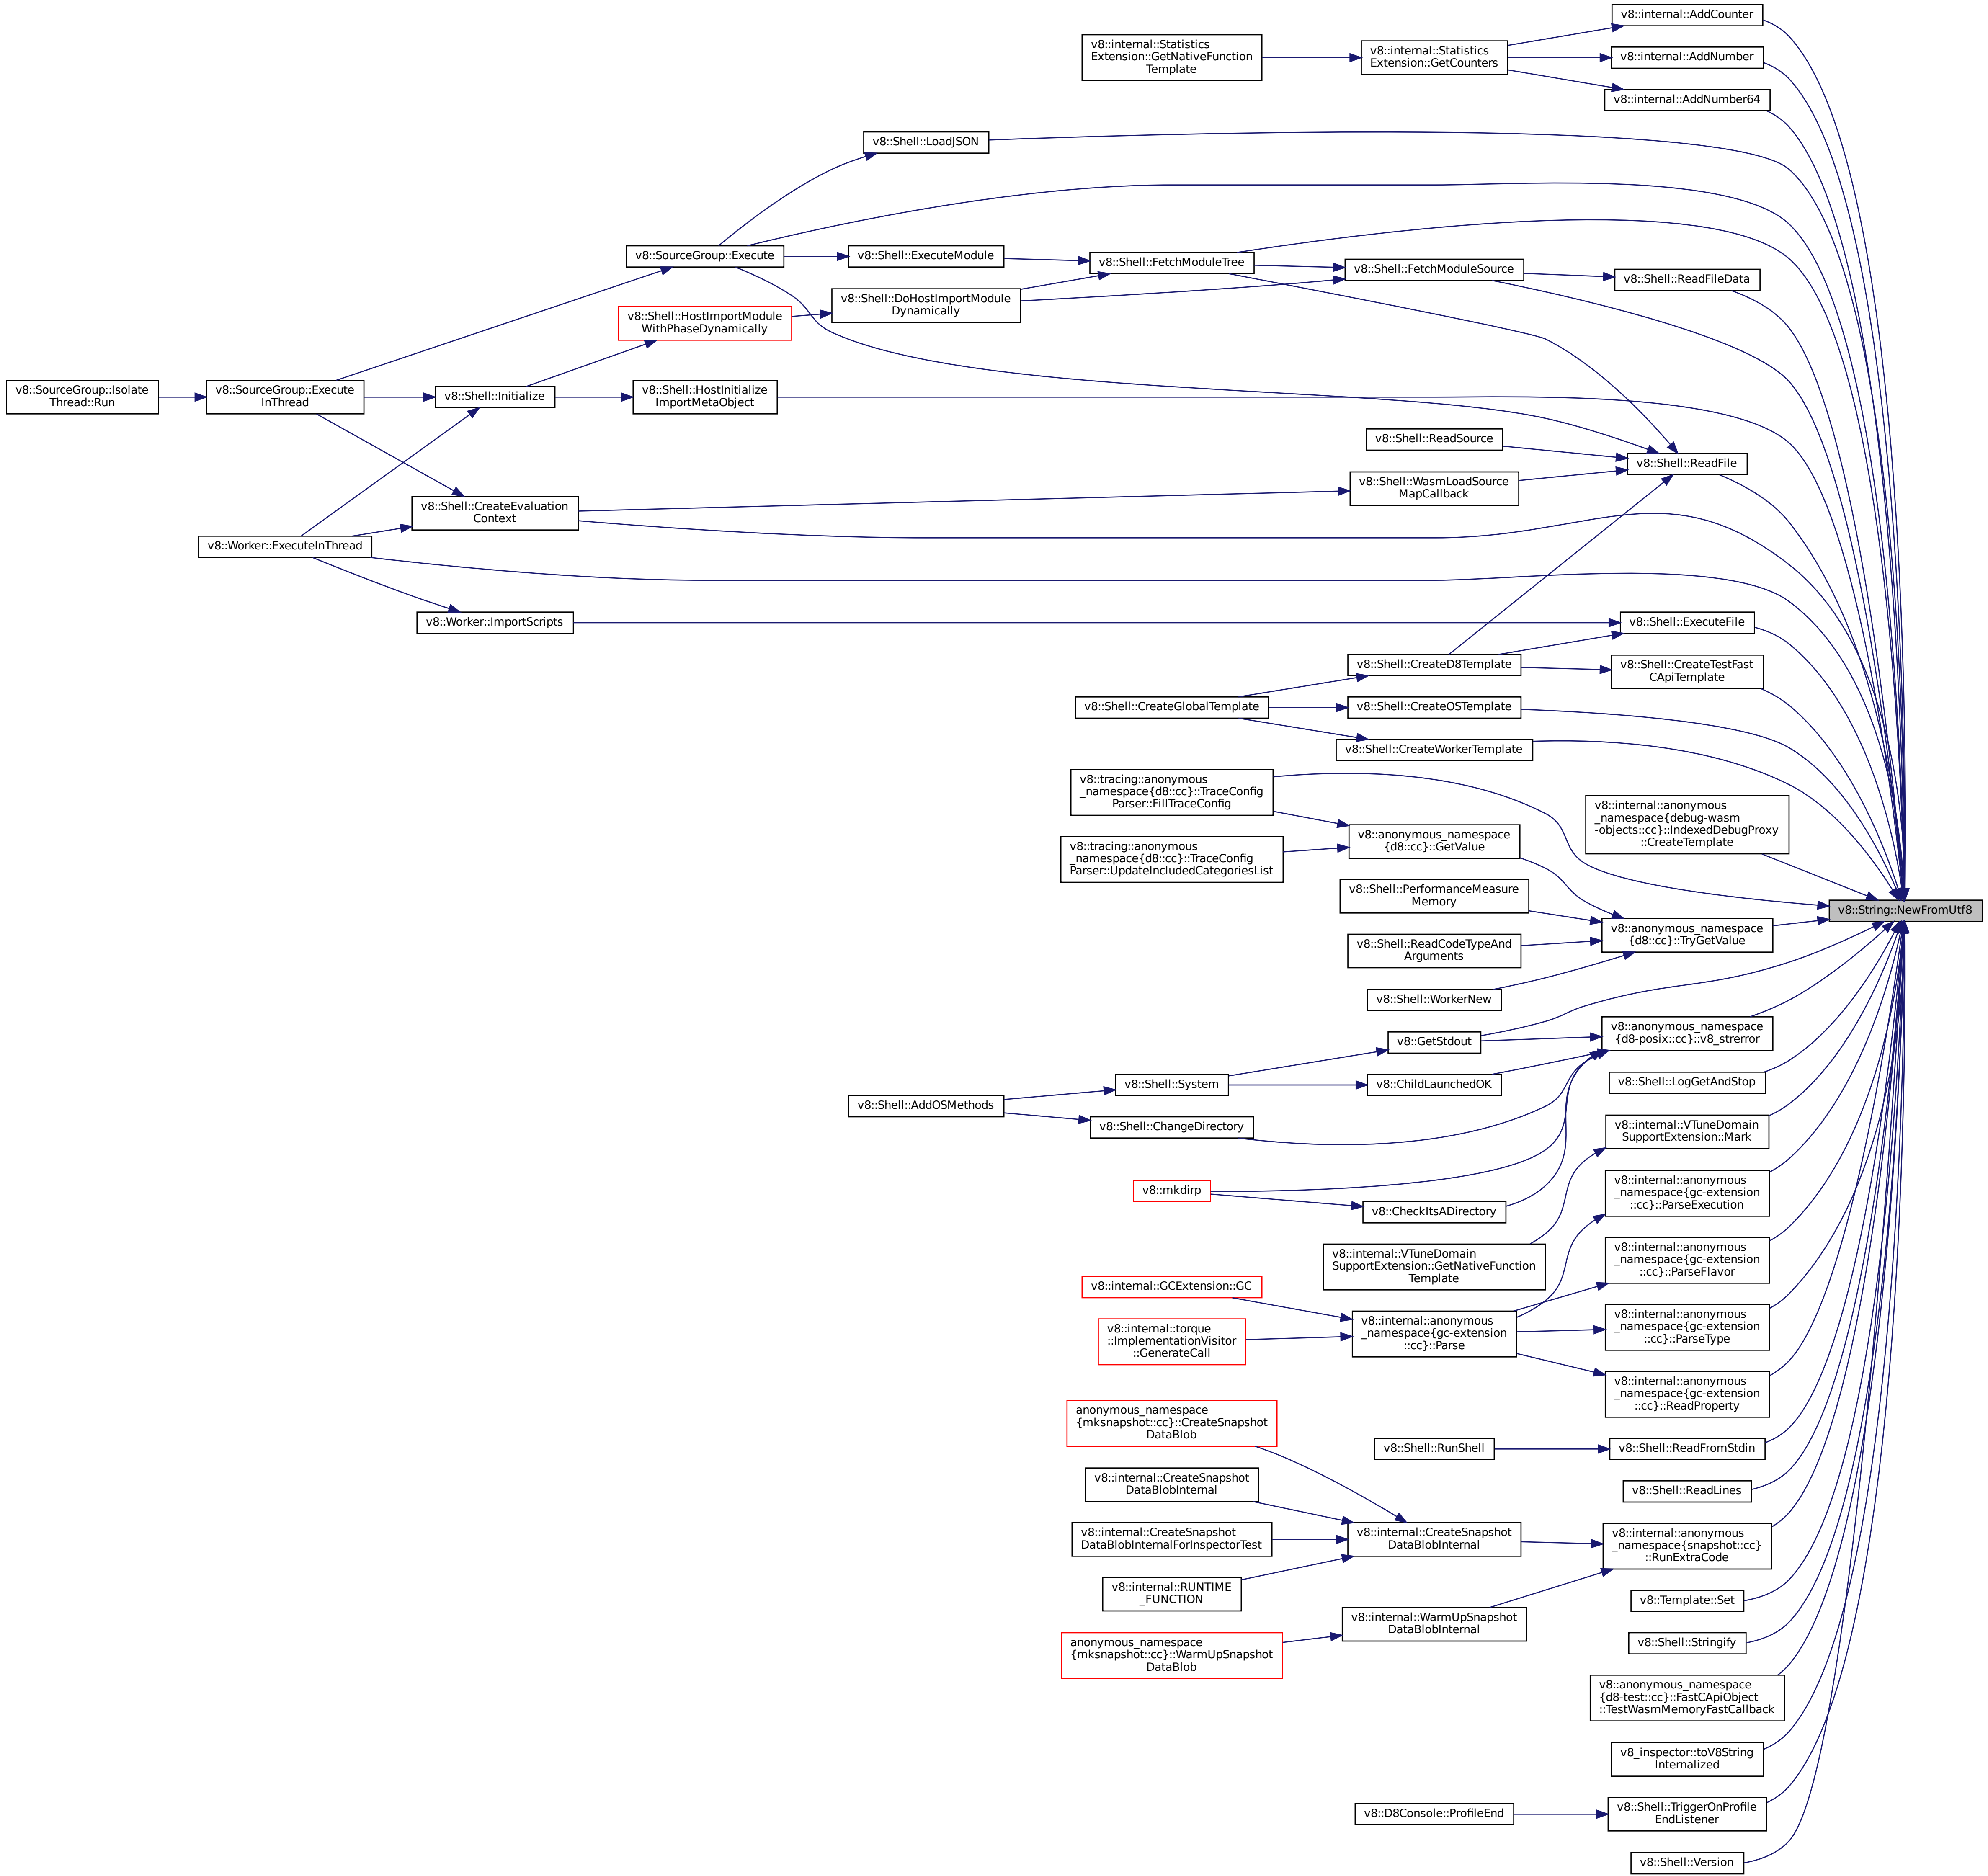 v8::internal::AddCounter
v8::internal::Statistics
Extension::GetNativeFunction
Template
v8::internal::Statistics
Extension::GetCounters
v8::internal::AddNumber
v8::internal::AddNumber64
v8::Shell::LoadJSON
v8::SourceGroup::Execute
v8::Shell::ExecuteModule
v8::Shell::FetchModuleTree
v8::Shell::FetchModuleSource
v8::Shell::ReadFileData
v8::Shell::DoHostImportModule
Dynamically
v8::Shell::HostImportModule
WithPhaseDynamically
v8::SourceGroup::Isolate
Thread::Run
v8::SourceGroup::Execute
InThread
v8::Shell::Initialize
v8::Shell::HostInitialize
ImportMetaObject
v8::Shell::ReadSource
v8::Shell::ReadFile
v8::Shell::WasmLoadSource
MapCallback
v8::Shell::CreateEvaluation
Context
v8::Worker::ExecuteInThread
v8::Worker::ImportScripts
v8::Shell::ExecuteFile
v8::Shell::CreateD8Template
v8::Shell::CreateTestFast
CApiTemplate
v8::Shell::CreateGlobalTemplate
v8::Shell::CreateOSTemplate
v8::Shell::CreateWorkerTemplate
v8::tracing::anonymous
_namespace{d8::cc}::TraceConfig
Parser::FillTraceConfig
v8::internal::anonymous
_namespace{debug-wasm
-objects::cc}::IndexedDebugProxy
::CreateTemplate
v8::anonymous_namespace
{d8::cc}::GetValue
v8::tracing::anonymous
_namespace{d8::cc}::TraceConfig
Parser::UpdateIncludedCategoriesList
v8::Shell::PerformanceMeasure
Memory
v8::String::NewFromUtf8
v8::anonymous_namespace
{d8::cc}::TryGetValue
v8::Shell::ReadCodeTypeAnd
Arguments
v8::Shell::WorkerNew
v8::anonymous_namespace
{d8-posix::cc}::v8_strerror
v8::GetStdout
v8::Shell::System
v8::ChildLaunchedOK
v8::Shell::LogGetAndStop
v8::Shell::AddOSMethods
v8::Shell::ChangeDirectory
v8::internal::VTuneDomain
SupportExtension::Mark
v8::mkdirp
v8::CheckItsADirectory
v8::internal::anonymous
_namespace{gc-extension
::cc}::ParseExecution
v8::internal::VTuneDomain
SupportExtension::GetNativeFunction
Template
v8::internal::anonymous
_namespace{gc-extension
::cc}::ParseFlavor
v8::internal::GCExtension::GC
v8::internal::torque
::ImplementationVisitor
::GenerateCall
v8::internal::anonymous
_namespace{gc-extension
::cc}::Parse
v8::internal::anonymous
_namespace{gc-extension
::cc}::ParseType
v8::internal::anonymous
_namespace{gc-extension
::cc}::ReadProperty
anonymous_namespace
{mksnapshot::cc}::CreateSnapshot
DataBlob
v8::Shell::RunShell
v8::Shell::ReadFromStdin
v8::internal::CreateSnapshot
DataBlobInternal
v8::Shell::ReadLines
v8::internal::CreateSnapshot
DataBlobInternalForInspectorTest
v8::internal::CreateSnapshot
DataBlobInternal
v8::internal::anonymous
_namespace{snapshot::cc}
::RunExtraCode
v8::internal::RUNTIME
_FUNCTION
v8::Template::Set
v8::internal::WarmUpSnapshot
DataBlobInternal
v8::Shell::Stringify
anonymous_namespace
{mksnapshot::cc}::WarmUpSnapshot
DataBlob
v8::anonymous_namespace
{d8-test::cc}::FastCApiObject
::TestWasmMemoryFastCallback
v8_inspector::toV8String
Internalized
v8::D8Console::ProfileEnd
v8::Shell::TriggerOnProfile
EndListener
v8::Shell::Version